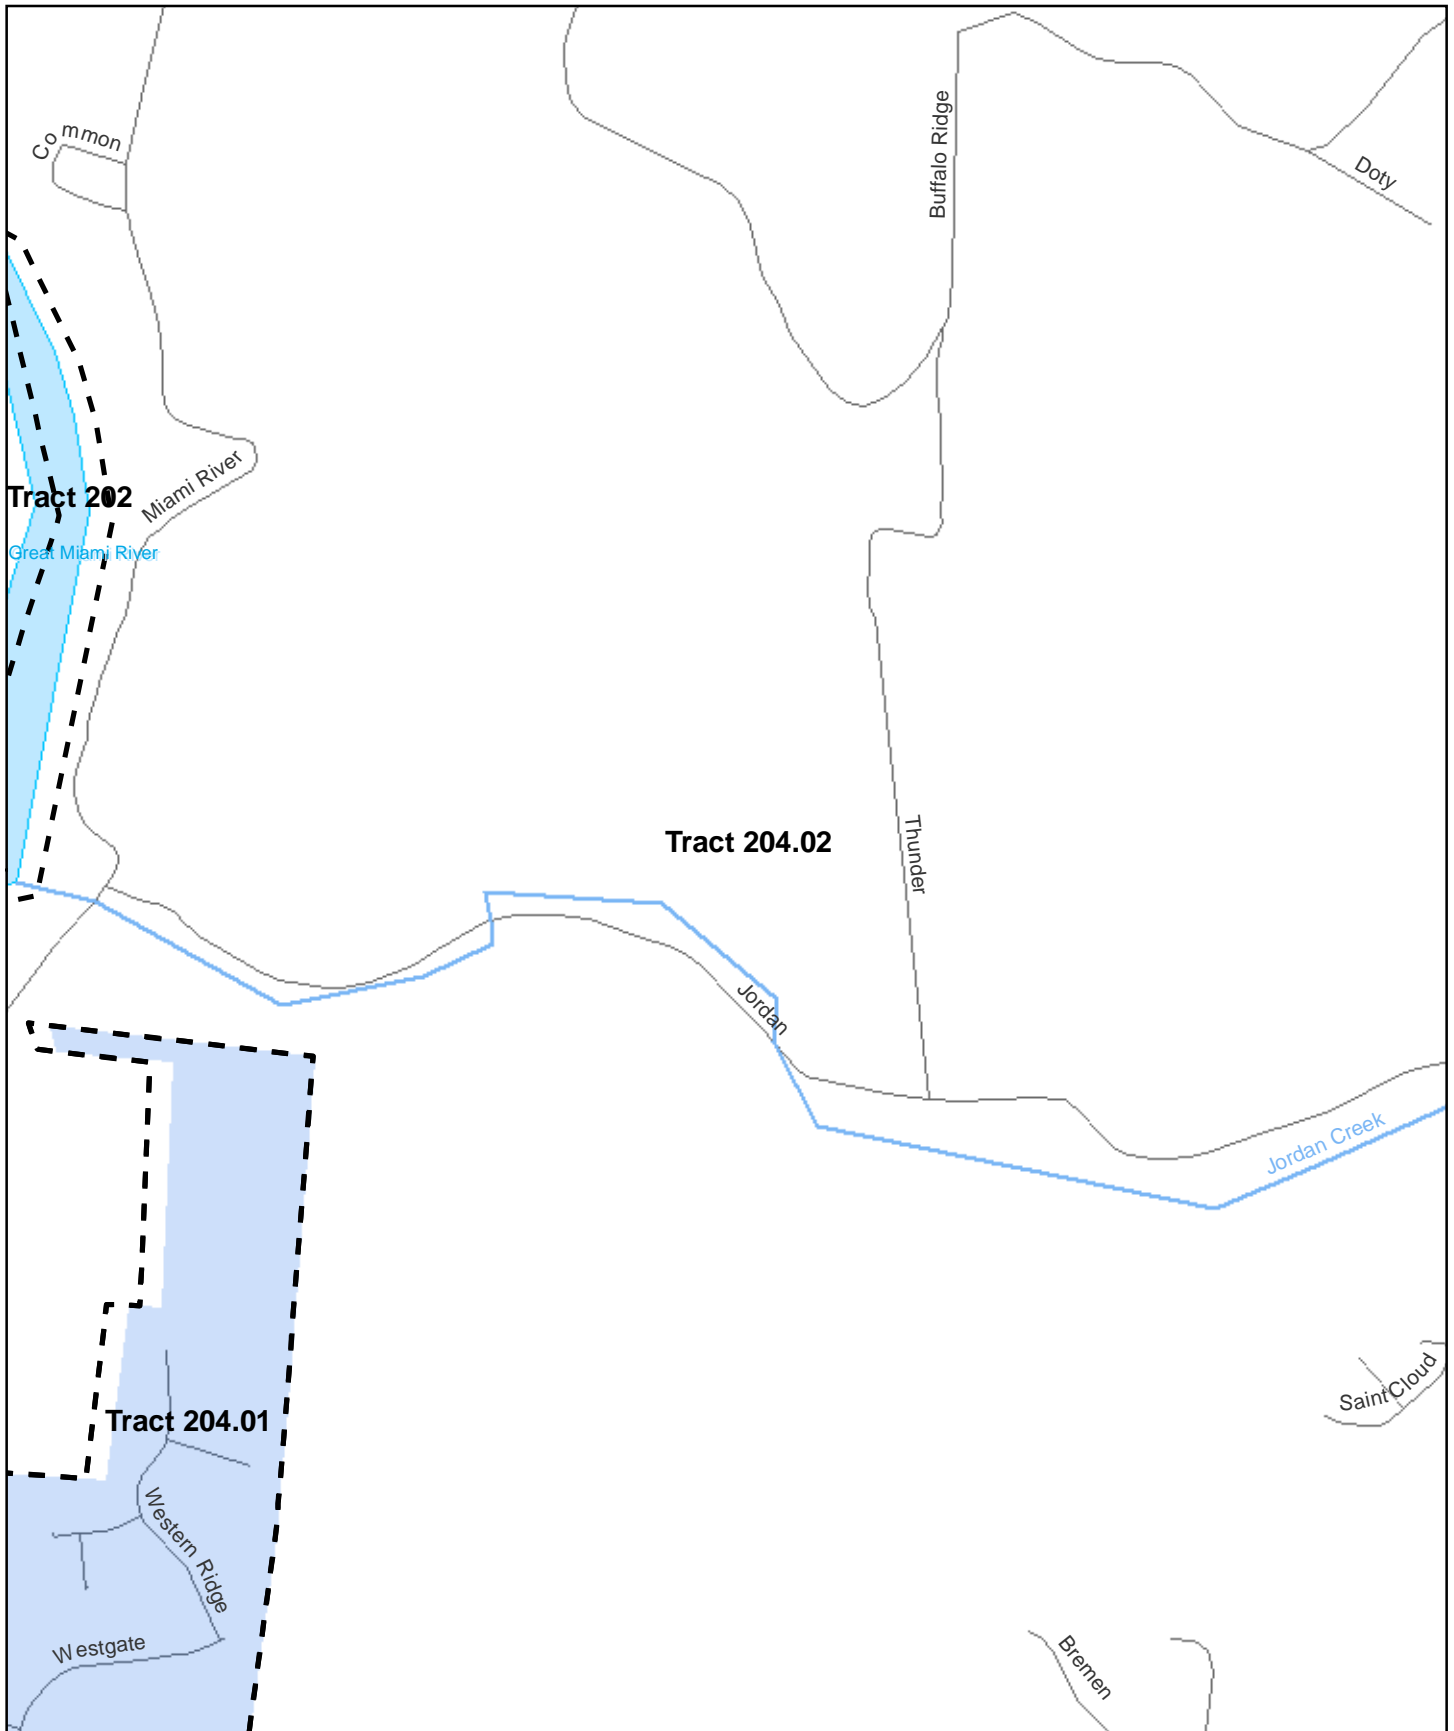 Common
Buffalo Ridge
Doty
Miami River
Tract 202
Great Miami River
Tract 204.02
Thunder
Jordan
Jordan Creek
Saint Cloud
Tract 204.01
Western Ridge
Westgate
Bremen